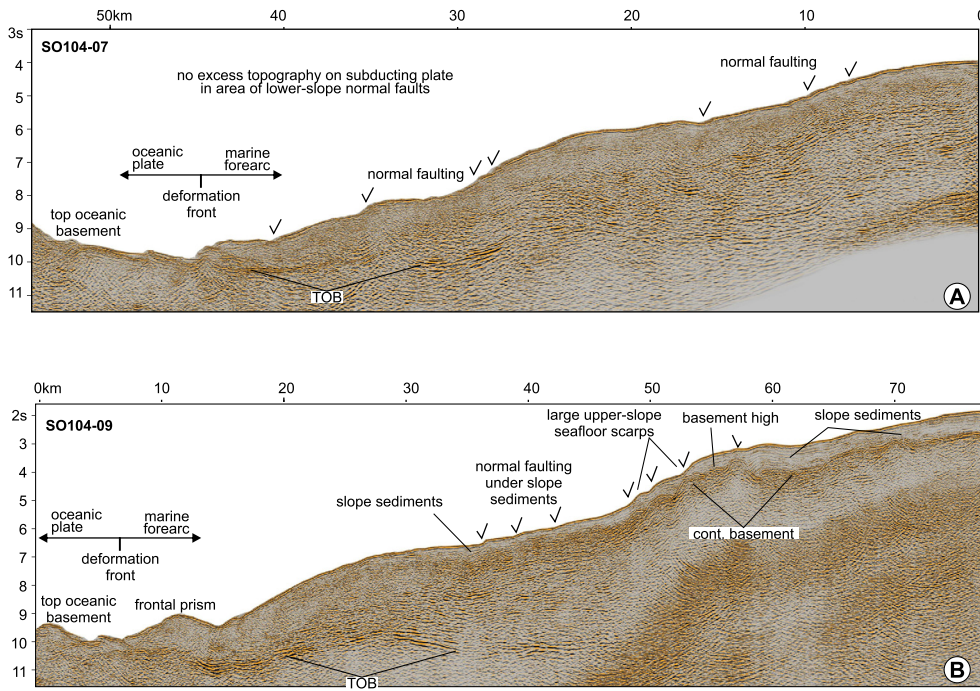 50km 30 20 10 0
3s
SO104-07
4
5
6
7
8
9
10
11
no excess topography on subducting plate
in area of lower-slope normal faults
normal faulting
oceanic
plate
marine
forearc
deformation
front
normal faulting
top oceanic
basement
TOB
A
0km 10 20 30 40 50 60 70
2s
SO104-09
3
4
5
6
7
8
9
10
11
large upper-slope
seafloor scarps
basement high
slope sediments
normal faulting
under slope
sediments
slope sediments
oceanic
plate
marine
forearc
deformation
front
cont. basement
top oceanic
basement
frontal prism
TOB
B